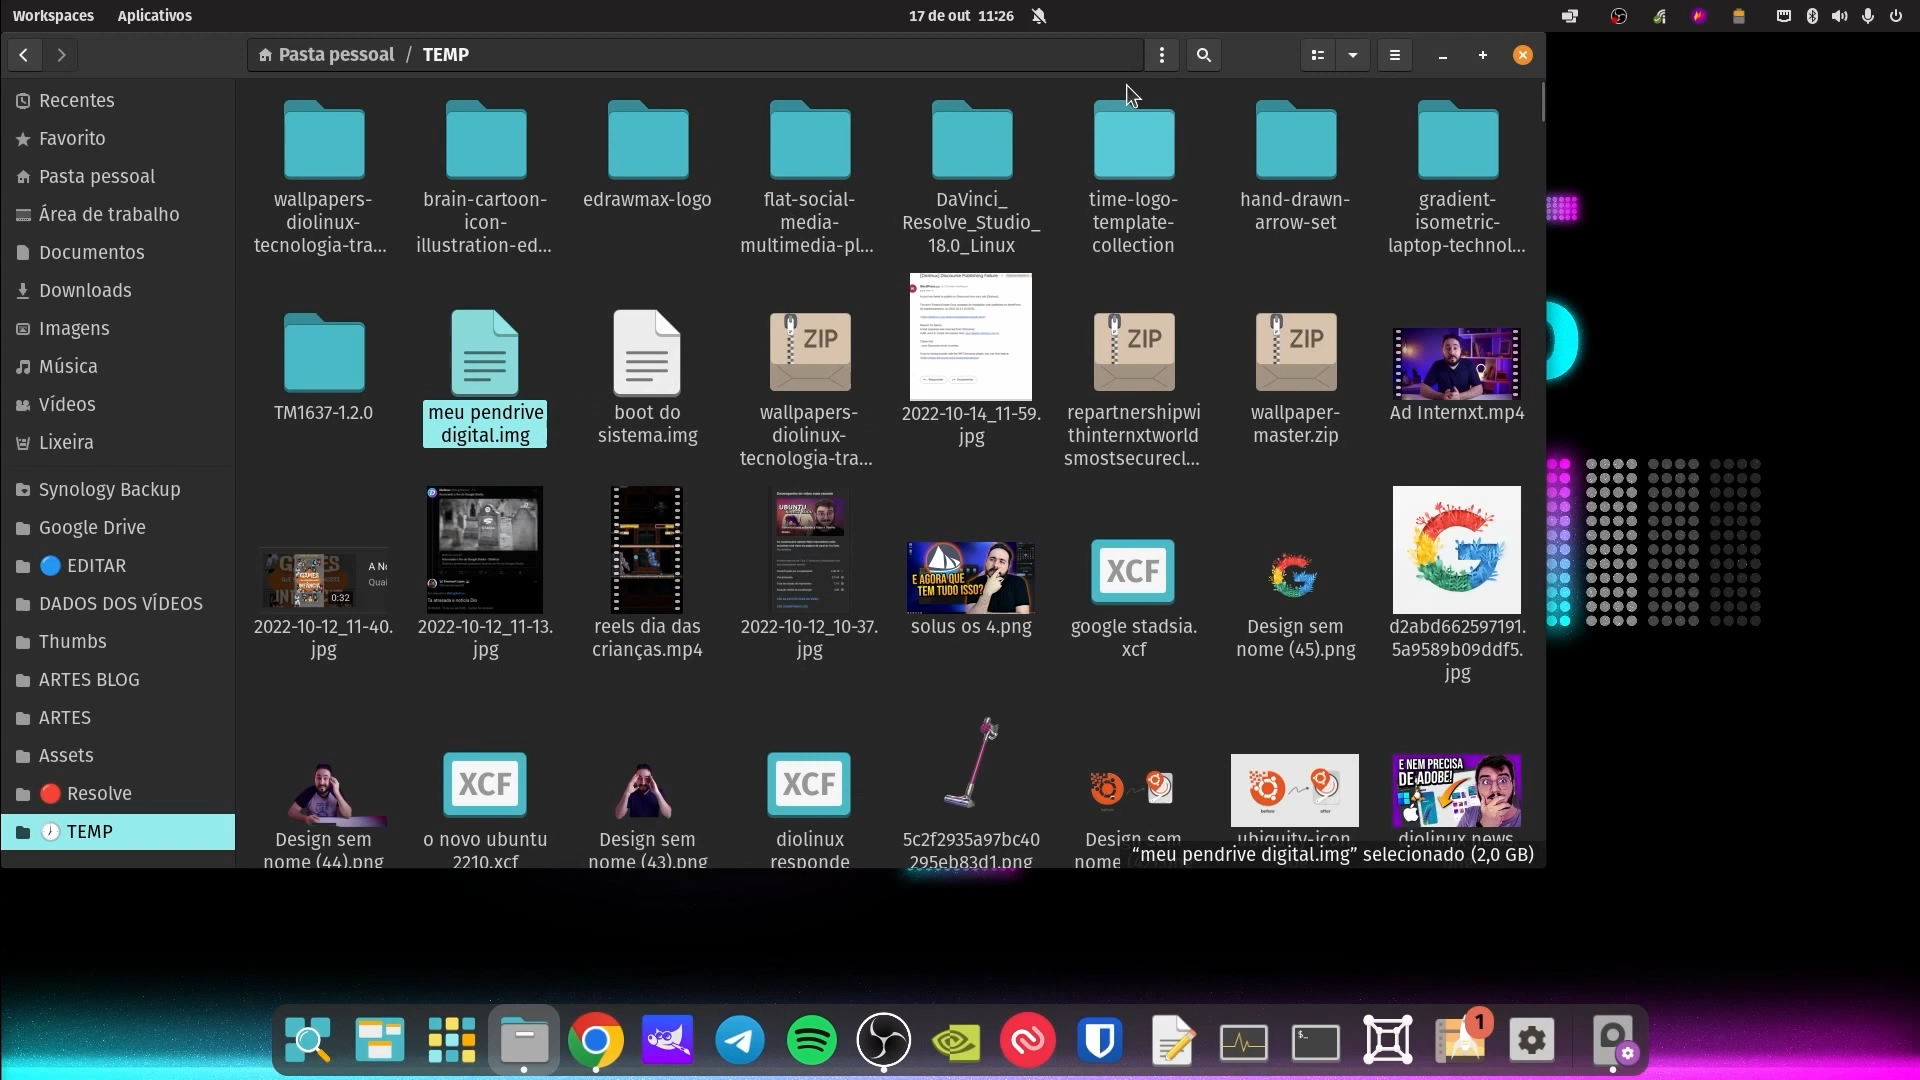 Workspaces
Aplicativos
17 de out 11:26
Pasta pessoal / TEMP
Recentes
Favorito
Pasta pessoal
Área de trabalho
Documentos
Downloads
Imagens
Música
Vídeos
Lixeira
Synology Backup
Google Drive
EDITAR
DADOS DOS VÍDEOS
Thumbs
ARTES BLOG
ARTES
Assets
Resolve
TEMP
wallpapers-
diolinux-
tecnologia-tra...
brain-cartoon-
icon-
illustration-ed...
edrawmax-logo
flat-social-
media-
multimedia-pl...
DaVinci_
Resolve_Studio_
18.0_Linux
time-logo-
template-
collection
hand-drawn-
arrow-set
gradient-
isometric-
laptop-technol...
TM1637-1.2.0
meu pendrive
digital.img
boot do
sistema.img
ZIP
wallpapers-
diolinux-
tecnologia-tra...
2022-10-14_11-59.
jpg
ZIP
repartnershipwi
thinternxtworld
smostsecurecl...
ZIP
wallpaper-
master.zip
Ad Internxt.mp4
0:32
2022-10-12_11-40.
jpg
2022-10-12_11-13.
jpg
reels dia das
crianças.mp4
UBUNTU
2022-10-12_10-37.
jpg
E AGORA QUE
TEM TUDO ISSO?
solus os 4.png
XCF
google stadsia.
xcf
Design sem
nome (45).png
d2abd662597191.
5a9589b09ddf5.
jpg
Design sem
nome (44).png
XCF
o novo ubuntu
2210.xcf
Design sem
nome (43).png
XCF
diolinux
responde
5c2f2935a97bc40
295eb83d1.png
Design sem
nome
ubiquity-icon
E NEM PRECISA
DE ADOBE!
diolinux news
“meu pendrive digital.img” selecionado (2,0 GB)
1